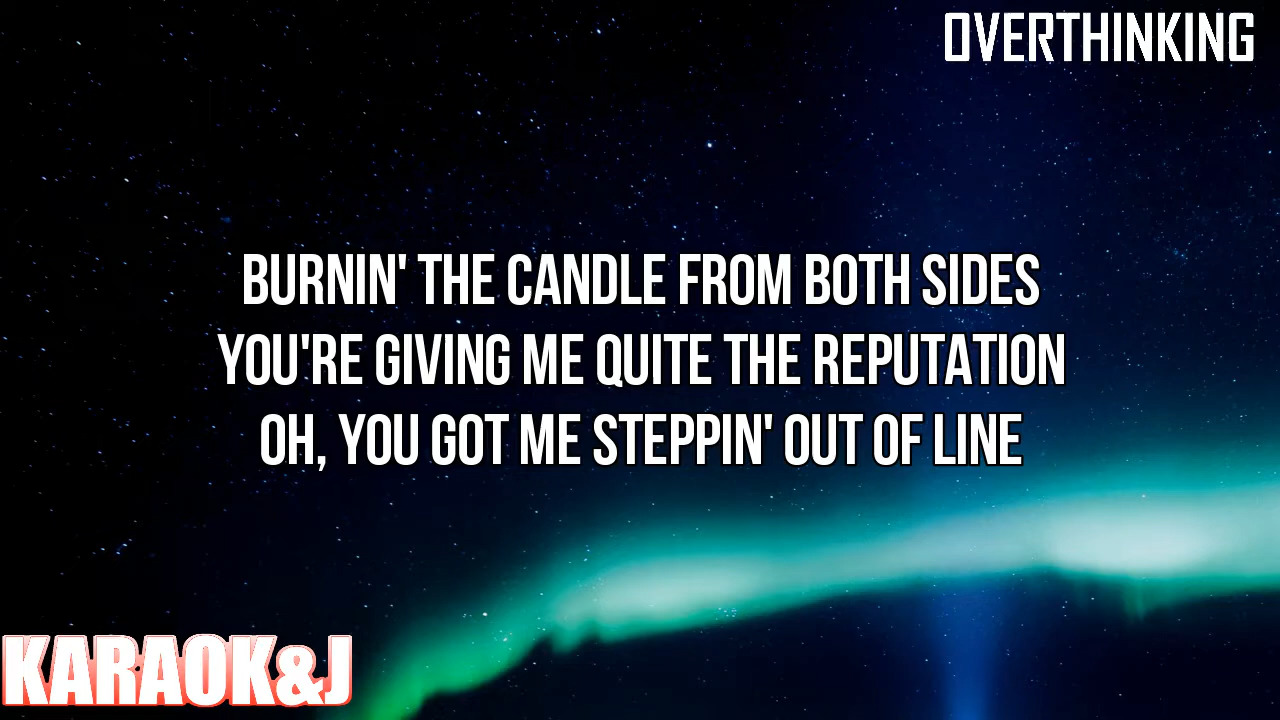 OVERTHINKING
BURNIN' THE CANDLE FROM BOTH SIDES
YOU'RE GIVING ME QUITE THE REPUTATION
OH, YOU GOT ME STEPPIN' OUT OF LINE
KARAOK&J